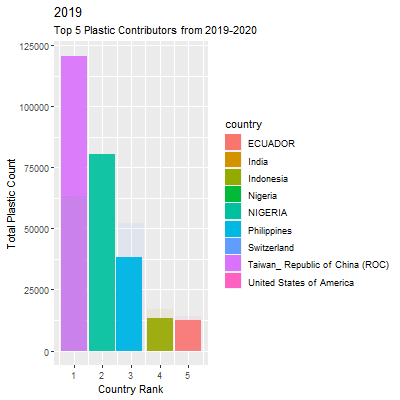 2019
Top 5 Plastic Contributors from 2019-2020
Total Plastic Count
125000
100000
75000
50000
25000
0
1 2 3 4 5
Country Rank
country
ECUADOR
India
Indonesia
Nigeria
NIGERIA
Philippines
Switzerland
Taiwan_ Republic of China (ROC)
United States of America